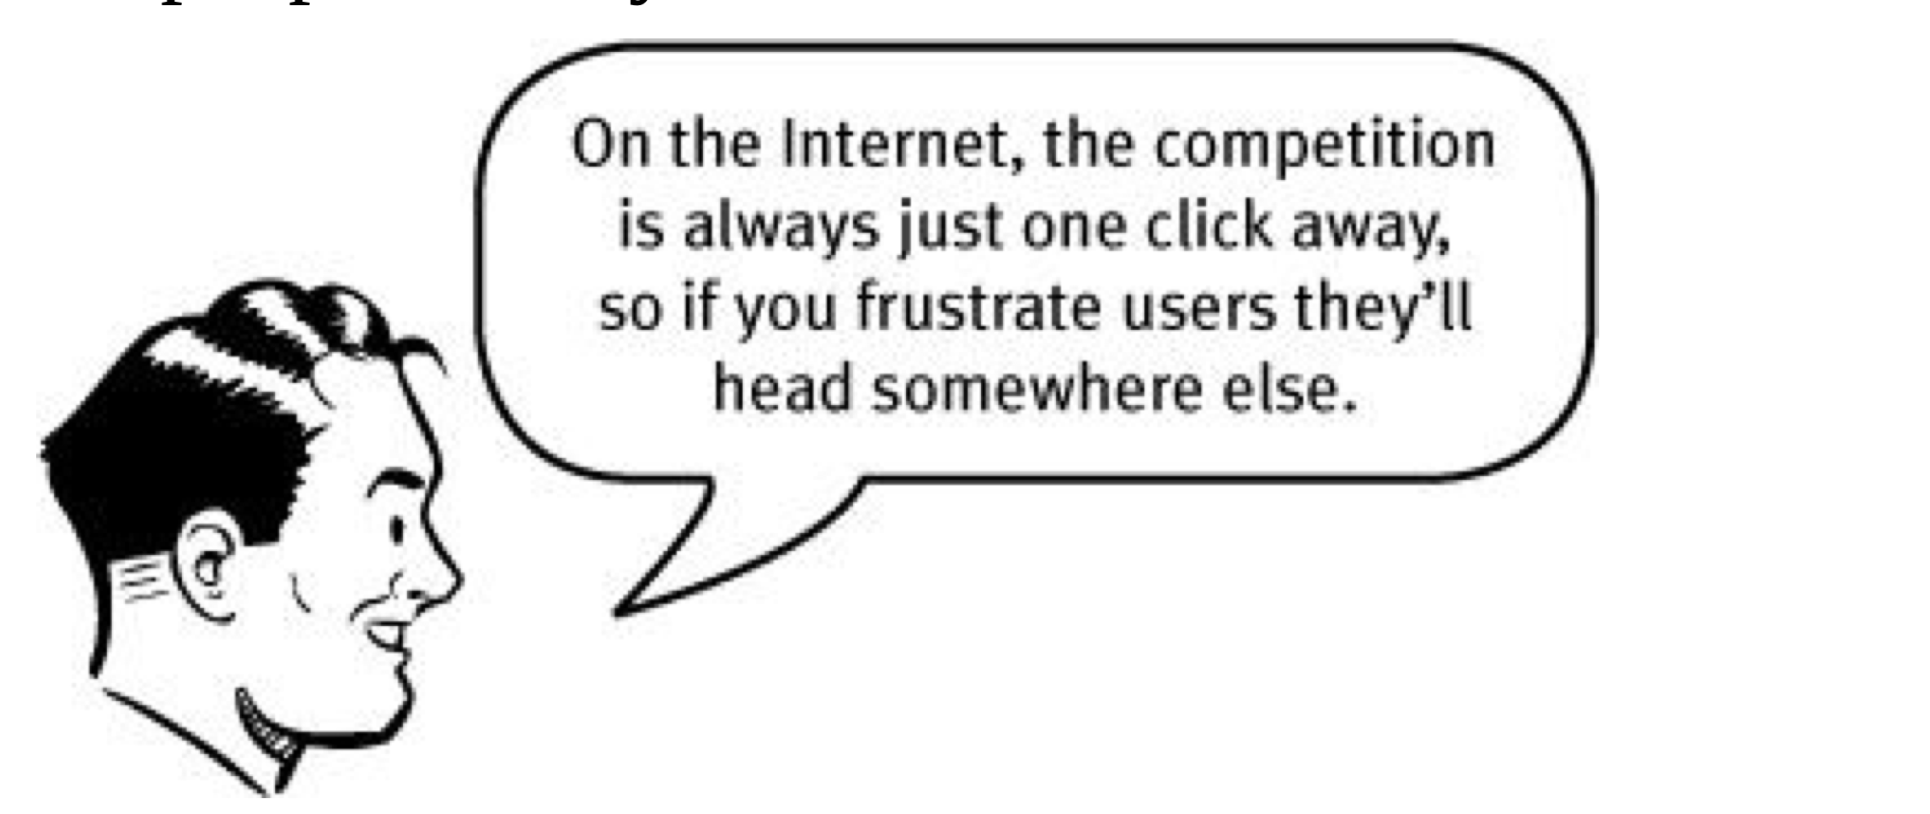 On the Internet, the competition
is always just one click away,
so if you frustrate users they’ll
head somewhere else.